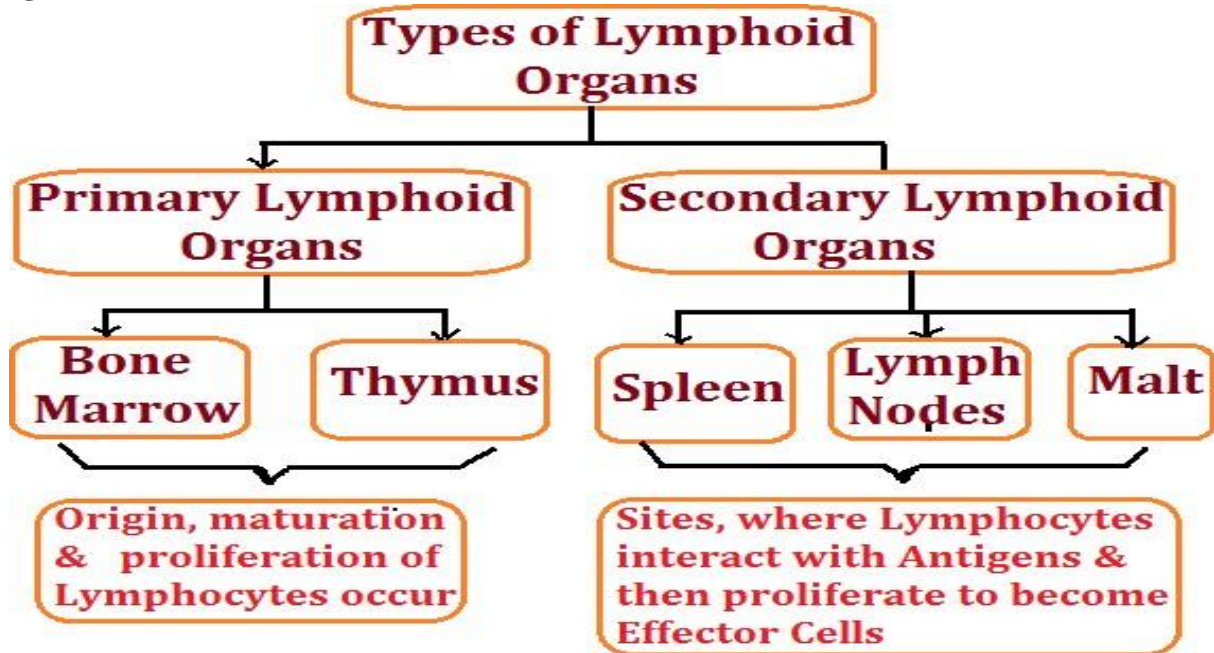 Types of Lymphoid
Organs
Primary Lymphoid
Organs
Secondary Lymphoid
Organs
Bone
Marrow
Thymus
Spleen
Lymph
Nodes
Malt
Origin, maturation
& proliferation of
Lymphocytes occur
Sites, where Lymphocytes
interact with Antigens &
then proliferate to become
Effector Cells